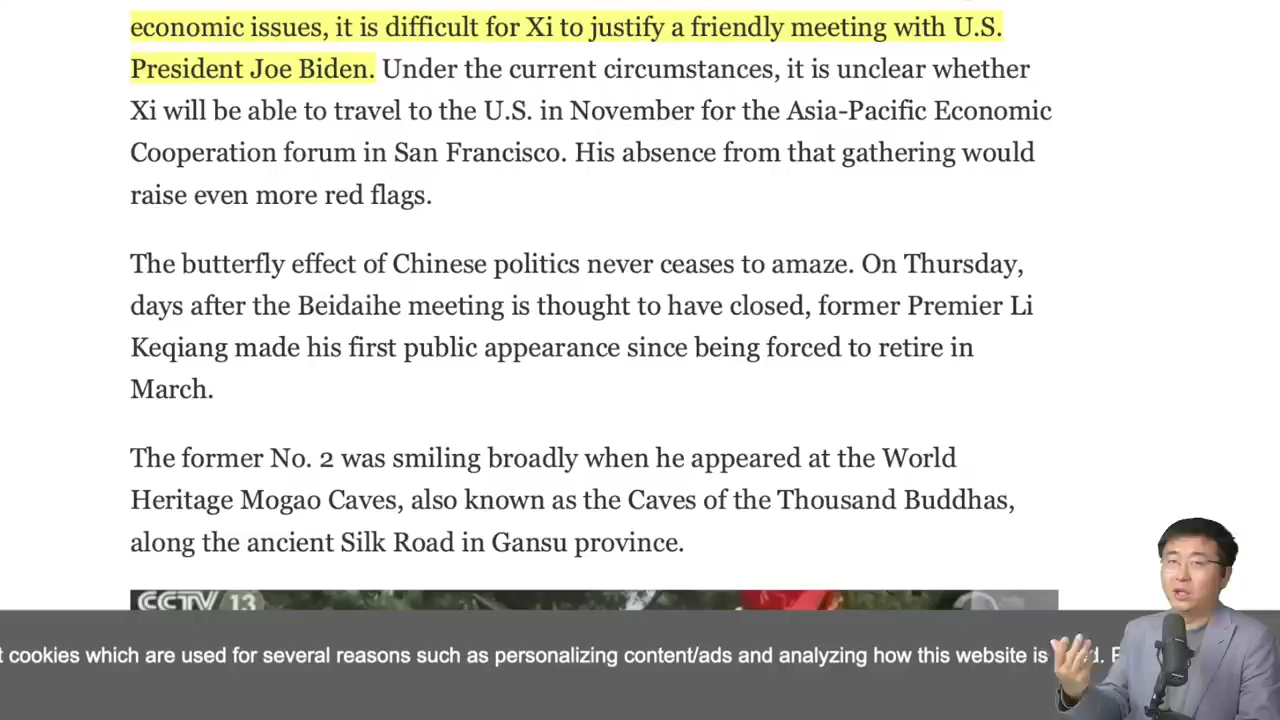 economic issues, it is difficult for Xi to justify a friendly meeting with U.S.
President Joe Biden. Under the current circumstances, it is unclear whether
Xi will be able to travel to the U.S. in November for the Asia-Pacific Economic
Cooperation forum in San Francisco. His absence from that gathering would
raise even more red flags.
The butterfly effect of Chinese politics never ceases to amaze. On Thursday,
days after the Beidaihe meeting is thought to have closed, former Premier Li
Keqiang made his first public appearance since being forced to retire in
March.
The former No. 2 was smiling broadly when he appeared at the World
Heritage Mogao Caves, also known as the Caves of the Thousand Buddhas,
along the ancient Silk Road in Gansu province.
CCTV 13
cookies which are used for several reasons such as personalizing content/ads and analyzing how this website is